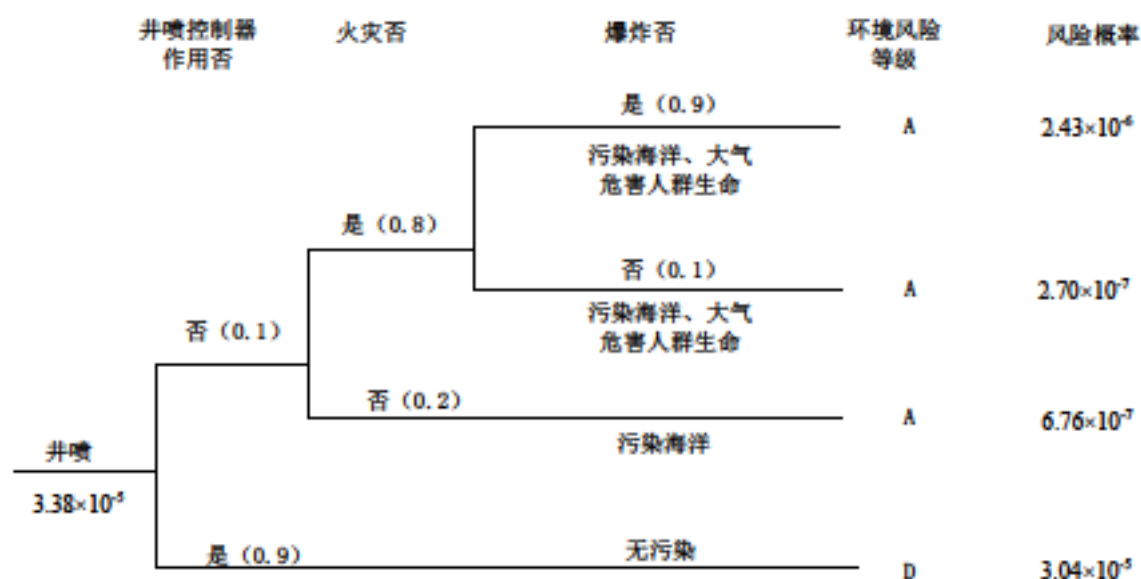 井喷控制器
作用否
火灾否
爆炸否
环境风险
等级
风险概率
是（0.9）
污染海洋、大气
危害人群生命
A
2.43×10⁻⁶
是（0.8）
否（0.1）
污染海洋、大气
危害人群生命
A
2.70×10⁻⁷
否（0.1）
否（0.2）
污染海洋
A
6.76×10⁻⁷
井喷
3.38×10⁻⁵
是（0.9）
无污染
D
3.04×10⁻⁵